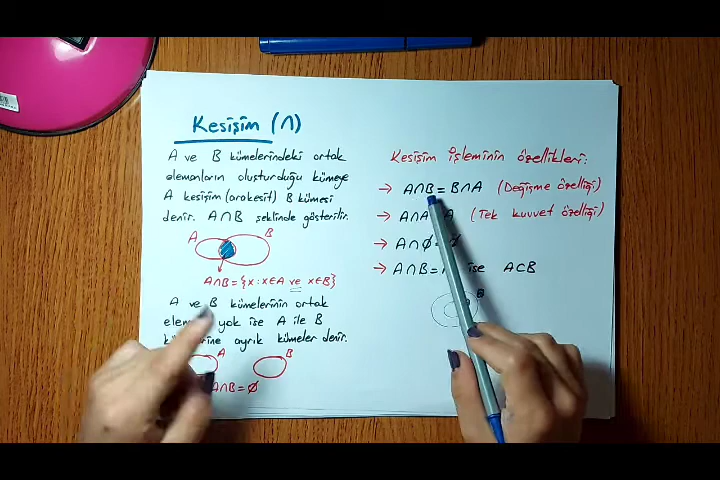 Kesişim (∩)
A ve B kümelerindeki ortak
elemanların oluşturduğu kümeye
A kesişim (arakesit) B kümesi
denir. A∩B şeklinde gösterilir.
A B
A∩B = {x : x∈A ve x∈B}
A ve B kümelerinin ortak
yok ise A ile B
ayrık kümeler denir.
A B
A∩B = ∅
Kesişim işleminin özellikleri:
→ A∩B = B∩A (Değişme özelliği)
→ A∩A A (Tek kuvvet özelliği)
→ A∩∅ = ∅
→ A∩B = ise A⊂B
B